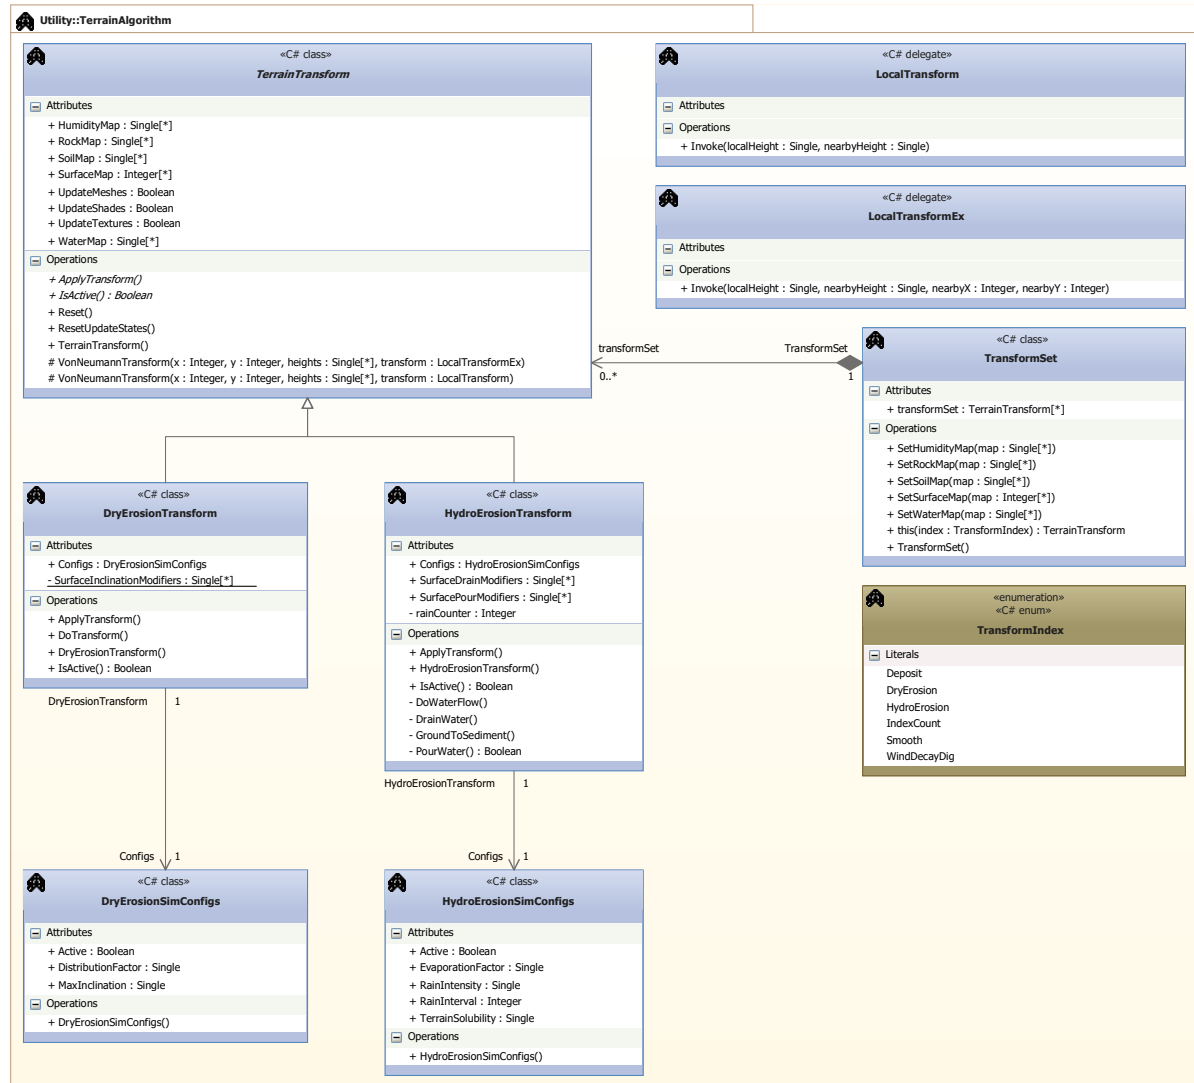 Utility::TerrainAlgorithm
«C# class»
TerrainTransform
Attributes
+ HumidityMap : Single[*]
+ RockMap : Single[*]
+ SoilMap : Single[*]
+ SurfaceMap : Integer[*]
+ UpdateMeshes : Boolean
+ UpdateShades : Boolean
+ UpdateTextures : Boolean
+ WaterMap : Single[*]
Operations
+ ApplyTransform()
+ IsActive() : Boolean
+ Reset()
+ ResetUpdateStates()
+ TerrainTransform()
# VonNeumannTransform(x : Integer, y : Integer, heights : Single[*], transform : LocalTransformEx)
# VonNeumannTransform(x : Integer, y : Integer, heights : Single[*], transform : LocalTransform)
«C# delegate»
LocalTransform
Attributes
Operations
+ Invoke(localHeight : Single, nearbyHeight : Single)
«C# delegate»
LocalTransformEx
Attributes
Operations
+ Invoke(localHeight : Single, nearbyHeight : Single, nearbyX : Integer, nearbyY : Integer)
transformSet
TransformSet
0..*
1
«C# class»
TransformSet
Attributes
+ transformSet : TerrainTransform[*]
Operations
+ SetHumidityMap(map : Single[*])
+ SetRockMap(map : Single[*])
+ SetSoilMap(map : Single[*])
+ SetSurfaceMap(map : Integer[*])
+ SetWaterMap(map : Single[*])
+ this(index : TransformIndex) : TerrainTransform
+ TransformSet()
«C# class»
DryErosionTransform
Attributes
+ Configs : DryErosionSimConfigs
- SurfaceInclinationModifiers : Single[*]
Operations
+ ApplyTransform()
+ DoTransform()
+ DryErosionTransform()
+ IsActive() : Boolean
DryErosionTransform
1
«C# class»
HydroErosionTransform
Attributes
+ Configs : HydroErosionSimConfigs
+ SurfaceDrainModifiers : Single[*]
+ SurfacePourModifiers : Single[*]
- rainCounter : Integer
Operations
+ ApplyTransform()
+ HydroErosionTransform()
+ IsActive() : Boolean
- DoWaterFlow()
- DrainWater()
- GroundToSediment()
- PourWater() : Boolean
HydroErosionTransform
1
«enumeration»
«C# enum»
TransformIndex
Literals
Deposit
DryErosion
HydroErosion
IndexCount
Smooth
WindDecayDig
Configs
1
«C# class»
DryErosionSimConfigs
Attributes
+ Active : Boolean
+ DistributionFactor : Single
+ MaxInclination : Single
Operations
+ DryErosionSimConfigs()
Configs
1
«C# class»
HydroErosionSimConfigs
Attributes
+ Active : Boolean
+ EvaporationFactor : Single
+ RainIntensity : Single
+ RainInterval : Integer
+ TerrainSolubility : Single
Operations
+ HydroErosionSimConfigs()